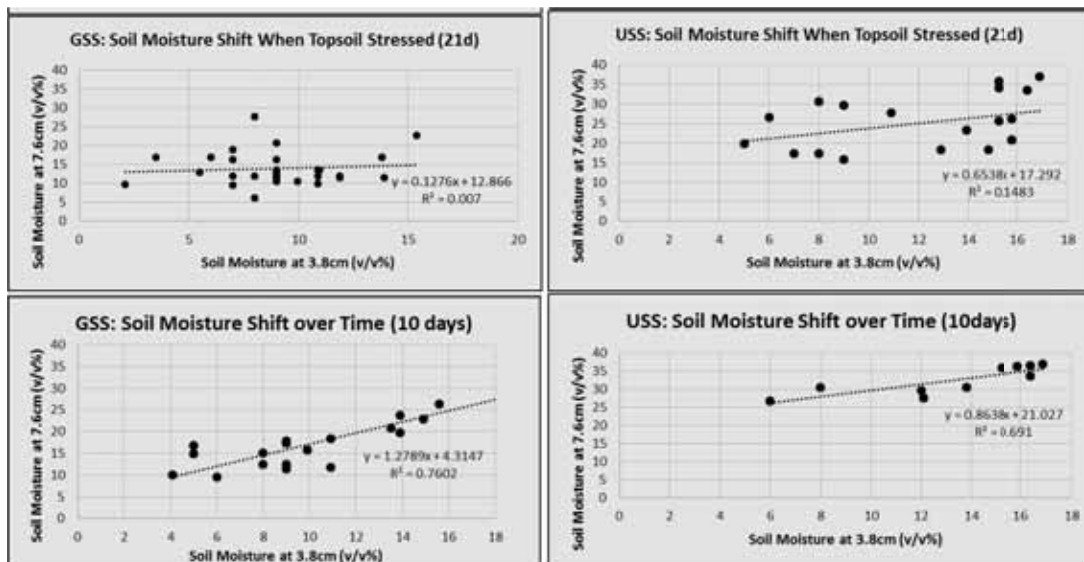 GSS: Soil Moisture Shift When Topsoil Stressed (21d)
Soil Moisture at 7.6cm (v/v%)
40
35
30
25
20
15
10
5
0
y = 0.1276x + 12.866
R² = 0.007
0 5 10 15 20
Soil Moisture at 3.8cm (v/v%)
USS: Soil Moisture Shift When Topsoil Stressed (21d)
Soil Moisture at 7.6cm (v/v%)
40
35
30
25
20
15
10
5
0
y = 0.6538x + 17.292
R² = 0.1483
0 2 4 6 8 10 12 14 16 18
Soil Moisture at 3.8cm (v/v%)
GSS: Soil Moisture Shift over Time (10 days)
Soil Moisture at 7.6cm (v/v%)
40
35
30
25
20
15
10
5
0
y = 1.2789x + 4.3147
R² = 0.7602
0 2 4 6 8 10 12 14 16 18
Soil Moisture at 3.8cm (v/v%)
USS: Soil Moisture Shift over Time (10days)
Soil Moisture at 7.6cm (v/v%)
40
35
30
25
20
15
10
5
0
y = 0.8638x + 21.027
R² = 0.691
0 2 4 6 8 10 12 14 16 18
Soil Moisture at 3.8cm (v/v%)